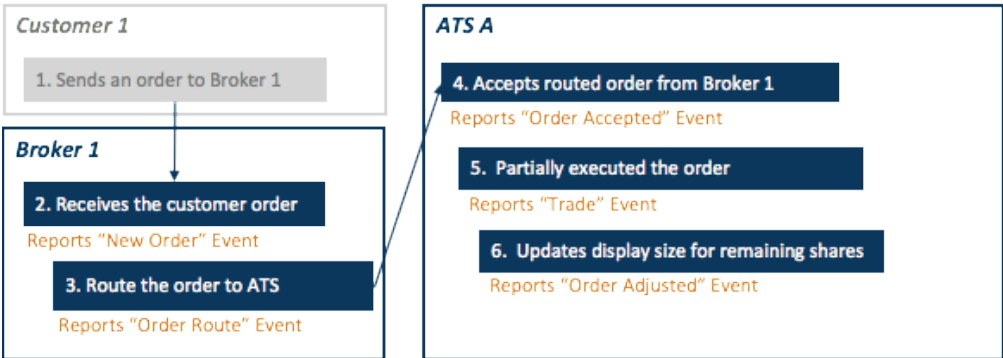 Customer 1
1. Sends an order to Broker 1
Broker 1
2. Receives the customer order
Reports "New Order" Event
3. Route the order to ATS
Reports "Order Route" Event
ATS A
4. Accepts routed order from Broker 1
Reports “Order Accepted” Event
5. Partially executed the order
Reports “Trade” Event
6. Updates display size for remaining shares
Reports “Order Adjusted” Event